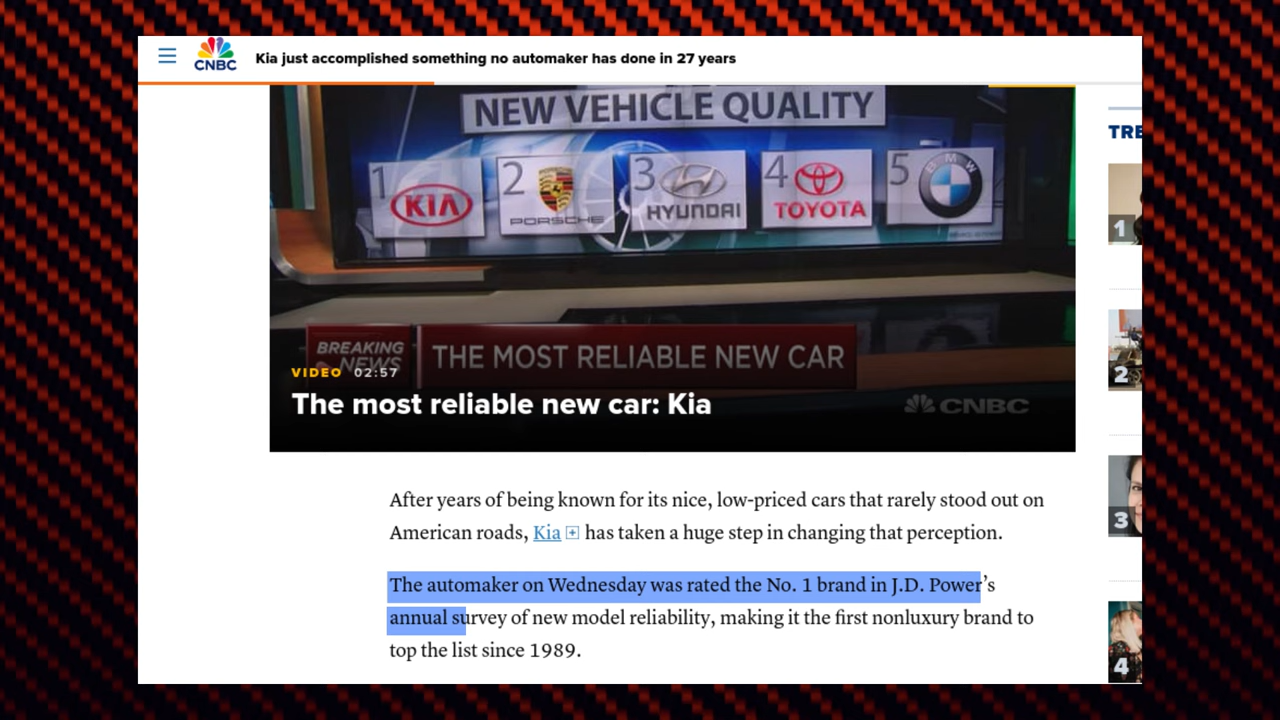 CNBC
Kia just accomplished something no automaker has done in 27 years
NEW VEHICLE QUALITY
1 KIA
2 PORSCHE
3 HYUNDAI
4 TOYOTA
5 BMW
TRE
BREAKING NEWS
THE MOST RELIABLE NEW CAR
VIDEO 02:57
The most reliable new car: Kia
CNBC
1
2
3
4
After years of being known for its nice, low-priced cars that rarely stood out on
American roads, Kia has taken a huge step in changing that perception.
The automaker on Wednesday was rated the No. 1 brand in J.D. Power’s
annual survey of new model reliability, making it the first nonluxury brand to
top the list since 1989.